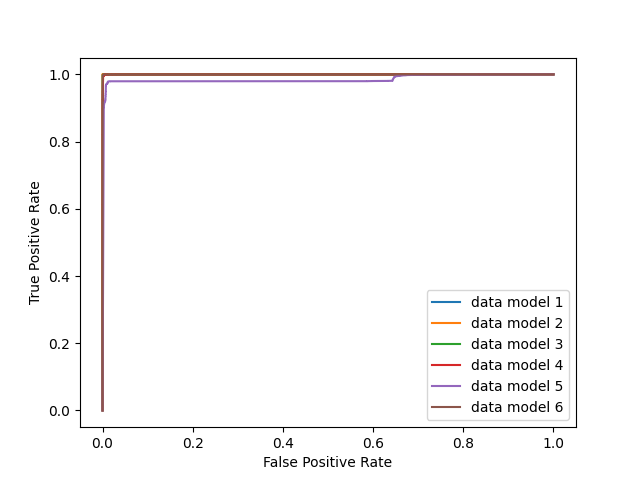 1.0
0.8
0.6
0.4
0.2
0.0
True Positive Rate
data model 1
data model 2
data model 3
data model 4
data model 5
data model 6
0.0 0.2 0.4 0.6 0.8 1.0
False Positive Rate